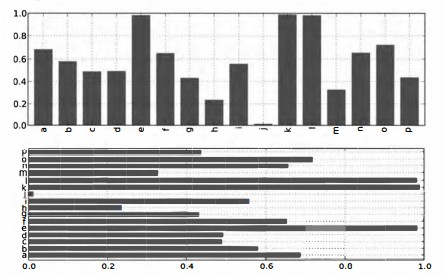 1.0
0.8
0.6
0.4
0.2
0.0
a b c d e f g h i j k l m n o p
p
o
n
m
l
k
j
i
h
g
f
e
d
c
b
a
0.0 0.2 0.4 0.6 0.8 1.0